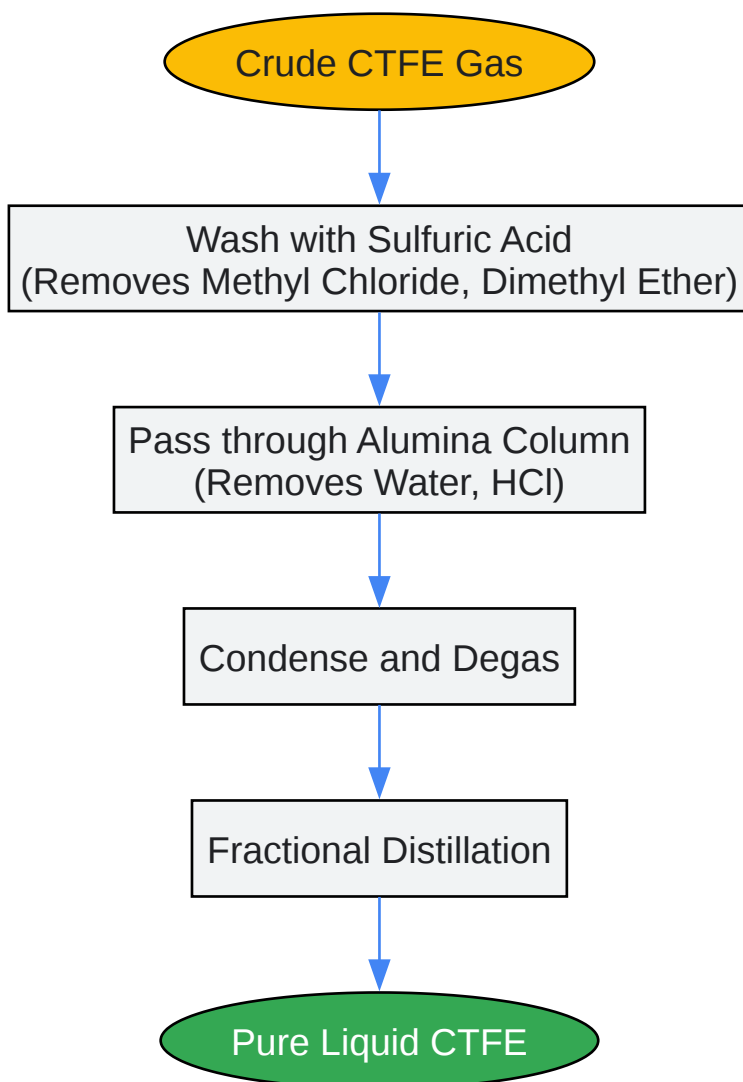 Crude CTFE Gas
Wash with Sulfuric Acid
(Removes Methyl Chloride, Dimethyl Ether)
Pass through Alumina Column
(Removes Water, HCl)
Condense and Degas
Fractional Distillation
Pure Liquid CTFE